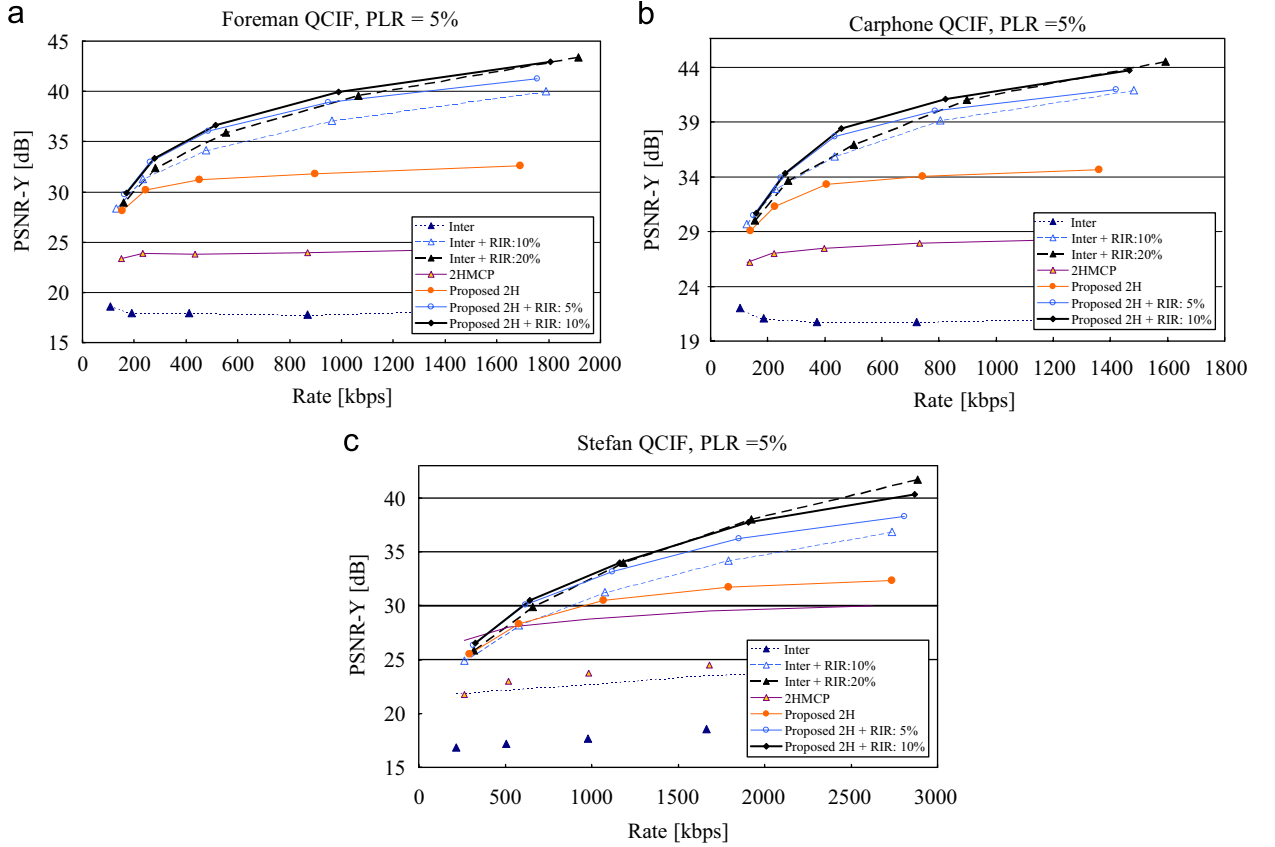 a
Foreman QCIF, PLR = 5%
PSNR-Y [dB]
45
40
35
30
25
20
15
0 200 400 600 800 1000 1200 1400 1600 1800 2000
Rate [kbps]
Inter
Inter + RIR:10%
Inter + RIR:20%
2HMCP
Proposed 2H
Proposed 2H + RIR: 5%
Proposed 2H + RIR: 10%
b
Carphone QCIF, PLR =5%
PSNR-Y [dB]
44
39
34
29
24
19
0 200 400 600 800 1000 1200 1400 1600 1800
Rate [kbps]
Inter
Inter + RIR:10%
Inter + RIR:20%
2HMCP
Proposed 2H
Proposed 2H + RIR: 5%
Proposed 2H + RIR: 10%
c
Stefan QCIF, PLR =5%
PSNR-Y [dB]
40
35
30
25
20
15
0 500 1000 1500 2000 2500 3000
Rate [kbps]
Inter
Inter + RIR:10%
Inter + RIR:20%
2HMCP
Proposed 2H
Proposed 2H + RIR: 5%
Proposed 2H + RIR: 10%